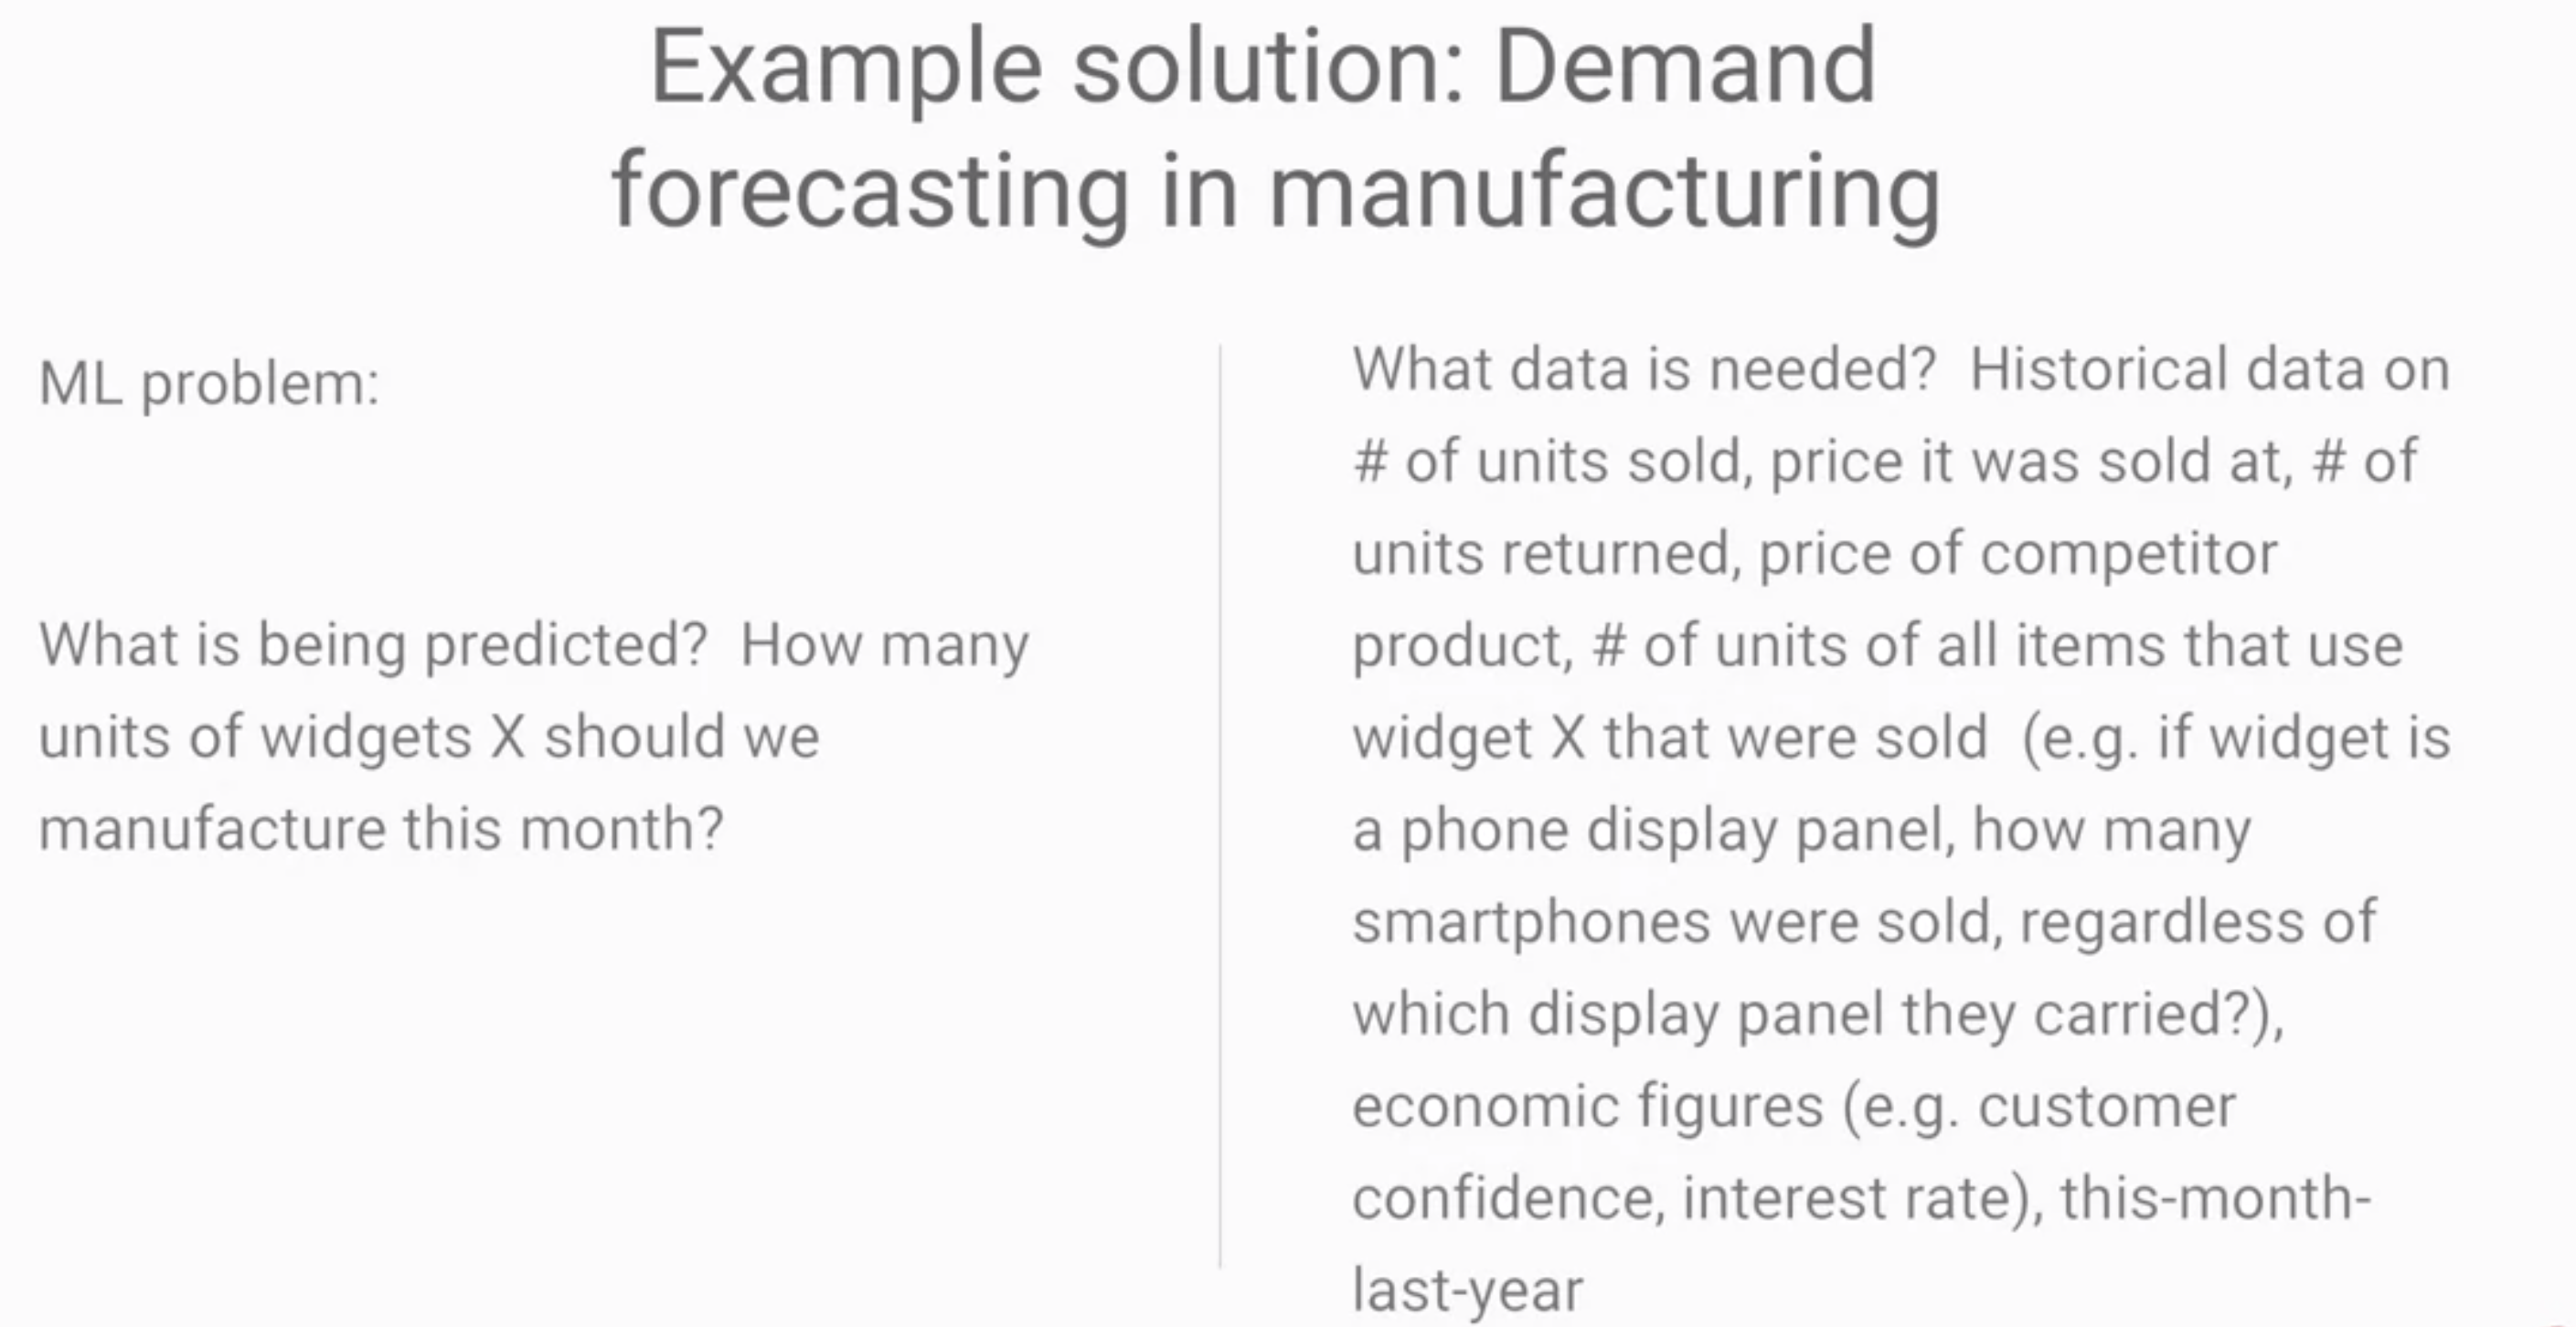 Example solution: Demand
forecasting in manufacturing
ML problem:
What is being predicted?  How many
units of widgets X should we
manufacture this month?
What data is needed?  Historical data on
# of units sold, price it was sold at, # of
units returned, price of competitor
product, # of units of all items that use
widget X that were sold  (e.g. if widget is
a phone display panel, how many
smartphones were sold, regardless of
which display panel they carried?),
economic figures (e.g. customer
confidence, interest rate), this-month-
last-year